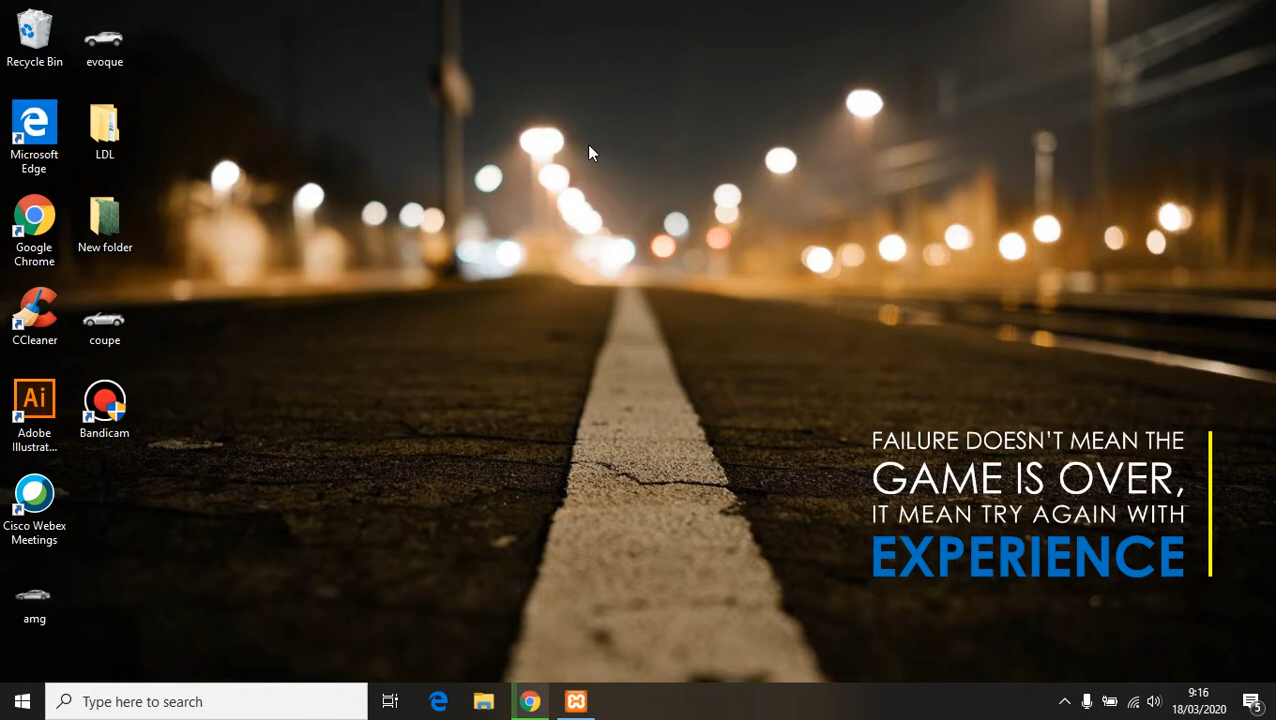 Recycle Bin
evoque
Microsoft
Edge
LDL
Google
Chrome
New folder
CCleaner
coupe
Ai
Adobe
Illustrat...
Bandicam
Cisco Webex
Meetings
amg
FAILURE DOESN'T MEAN THE
GAME IS OVER,
IT MEAN TRY AGAIN WITH
EXPERIENCE
Type here to search
9:16
18/03/2020
5